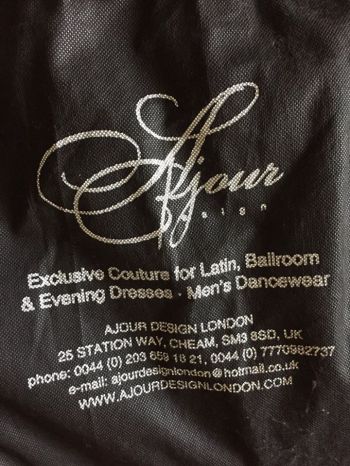 Ajour
Design
Exclusive Couture for Latin, Ballroom
& Evening Dresses · Men's Dancewear
AJOUR DESIGN LONDON
25 STATION WAY, CHEAM, SM3 8SD, UK
phone: 0044 (0) 203 659 18 21, 0044 (0) 7770982737
e-mail: ajourdesignlondon@hotmail.co.uk
WWW.AJOURDESIGNLONDON.COM